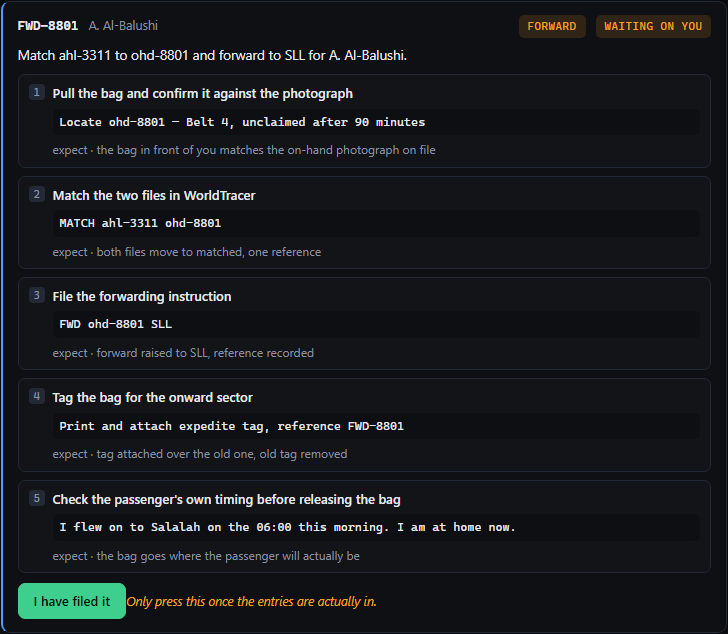 FWD-8801 A. Al-Balushi FORWARD WAITING ON YOU
Match ahl-3311 to ohd-8801 and forward to SLL for A. Al-Balushi.
1 Pull the bag and confirm it against the photograph
Locate ohd-8801 — Belt 4, unclaimed after 90 minutes
expect · the bag in front of you matches the on-hand photograph on file
2 Match the two files in WorldTracer
MATCH ahl-3311 ohd-8801
expect · both files move to matched, one reference
3 File the forwarding instruction
FWD ohd-8801 SLL
expect · forward raised to SLL, reference recorded
4 Tag the bag for the onward sector
Print and attach expedite tag, reference FWD-8801
expect · tag attached over the old one, old tag removed
5 Check the passenger's own timing before releasing the bag
I flew on to Salalah on the 06:00 this morning. I am at home now.
expect · the bag goes where the passenger will actually be
I have filed it Only press this once the entries are actually in.